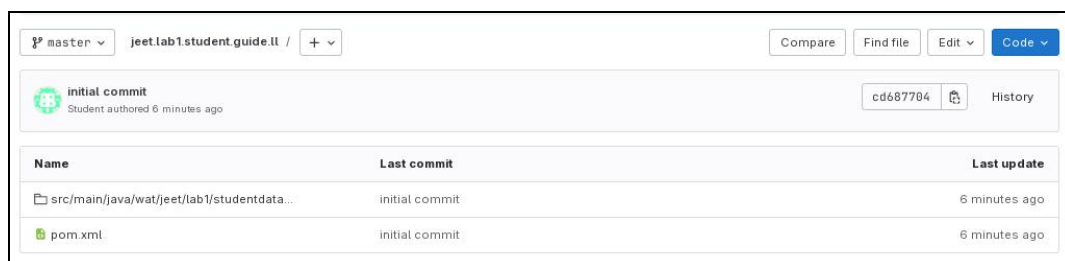 master jeet.lab1.student.guide.ll / + Compare Find file Edit Code
initial commit
Student authored 6 minutes ago
cd687704 History
Name Last commit Last update
src/main/java/wat/jeet/lab1/studentdata... initial commit 6 minutes ago
pom.xml initial commit 6 minutes ago